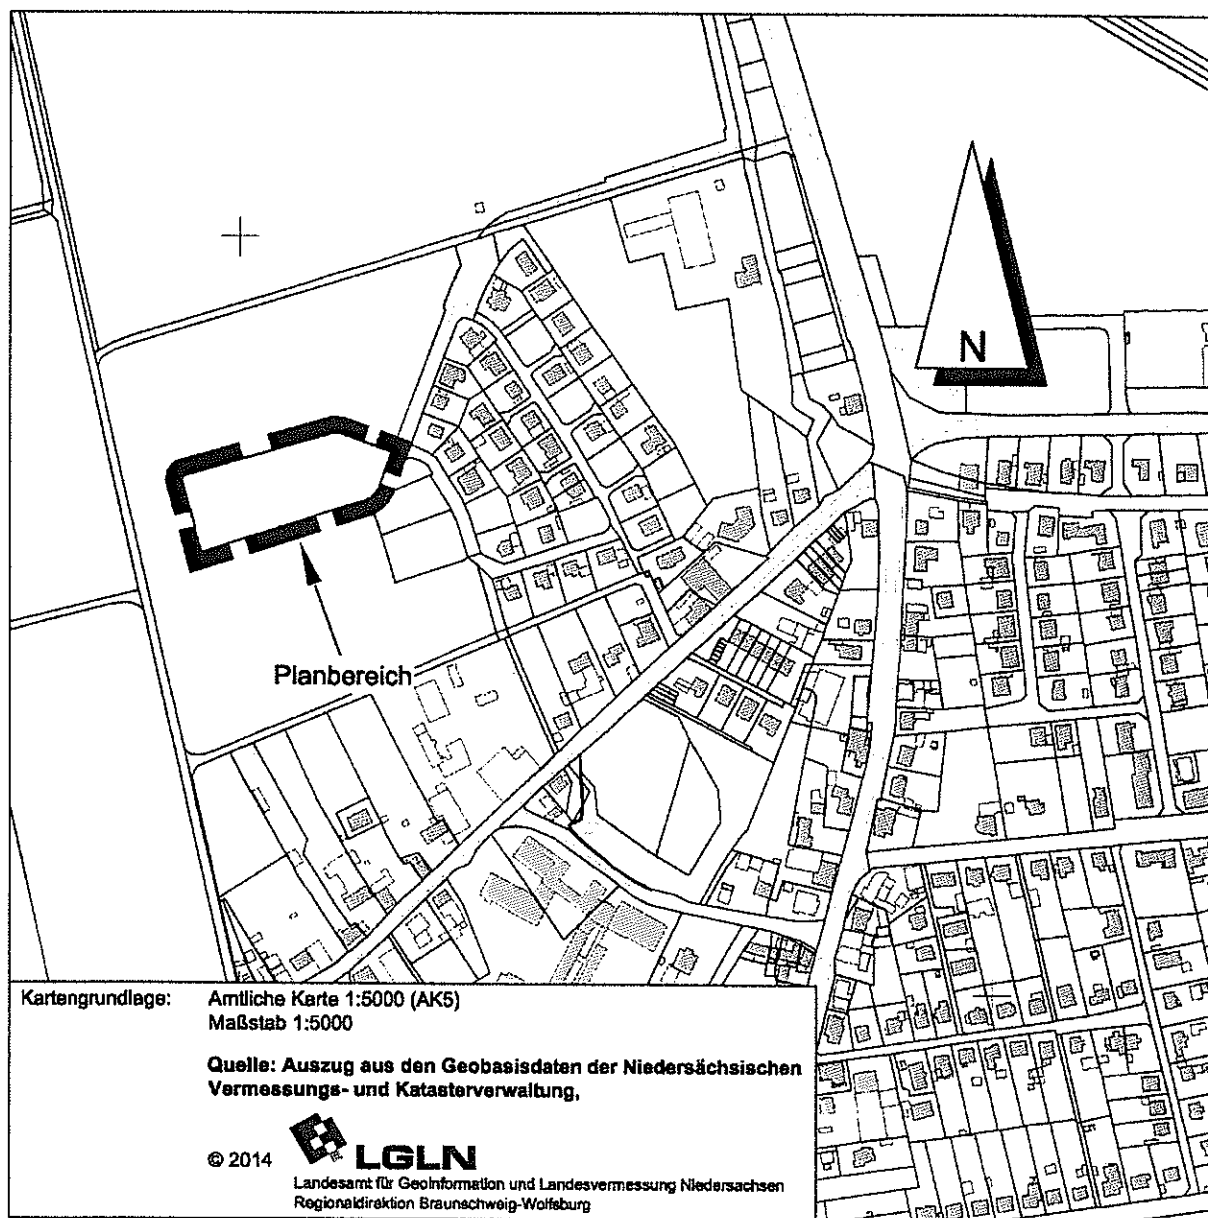 N
Planbereich
Kartengrundlage: Amtliche Karte 1:5000 (AK5)
Maßstab 1:5000
Quelle: Auszug aus den Geobasisdaten der Niedersächsischen
Vermessungs- und Katasterverwaltung,
© 2014 LGLN
Landesamt für Geoinformation und Landesvermessung Niedersachsen
Regionaldirektion Braunschweig-Wolfsburg